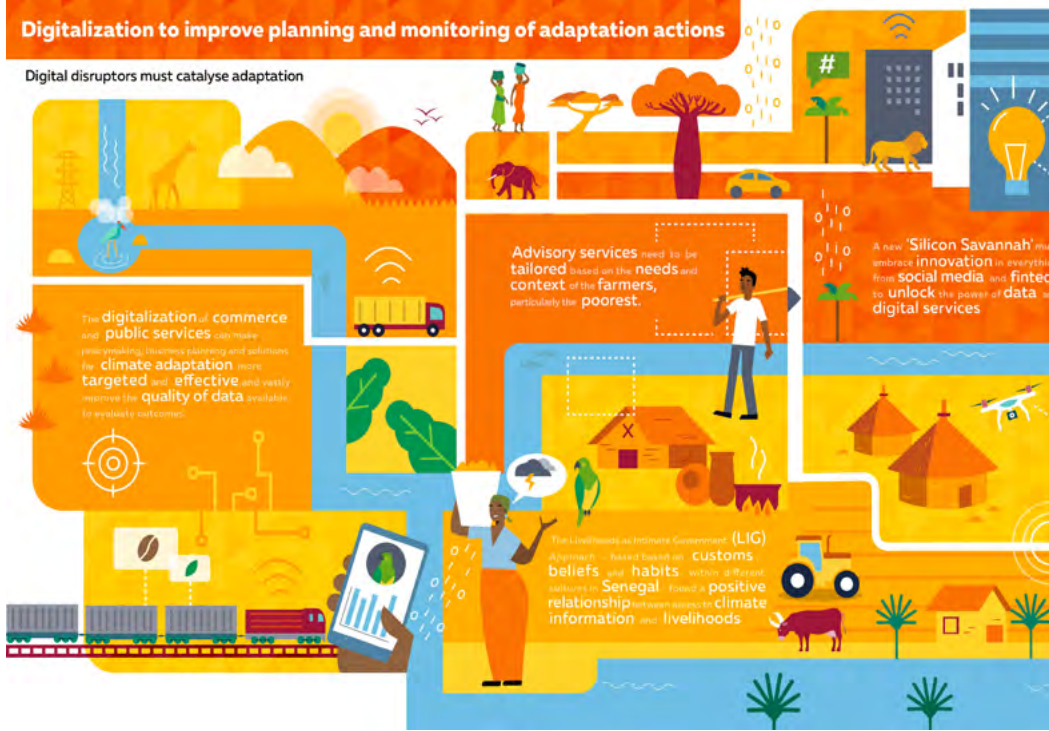 Digitalization to improve planning and monitoring of adaptation actions
Digital disruptors must catalyse adaptation
#
Advisory services need to be
tailored based on the needs and
context of the farmers,
particularly the poorest.
A new 'Silicon Savannah' mu
embrace innovation in everythin
from social media and fintec
to unlock the power of data a
digital services
The digitalization of commerce
and public services can make
policymaking, business planning and solutions
for climate adaptation more
targeted and effective and vastly
improve the quality of data available
to evaluate outcomes.
The Livelihoods as Intimate Government (LIG)
Approach – based based on customs
beliefs and habits within different
cultures in Senegal found a positive
relationship between access to climate
information and livelihoods